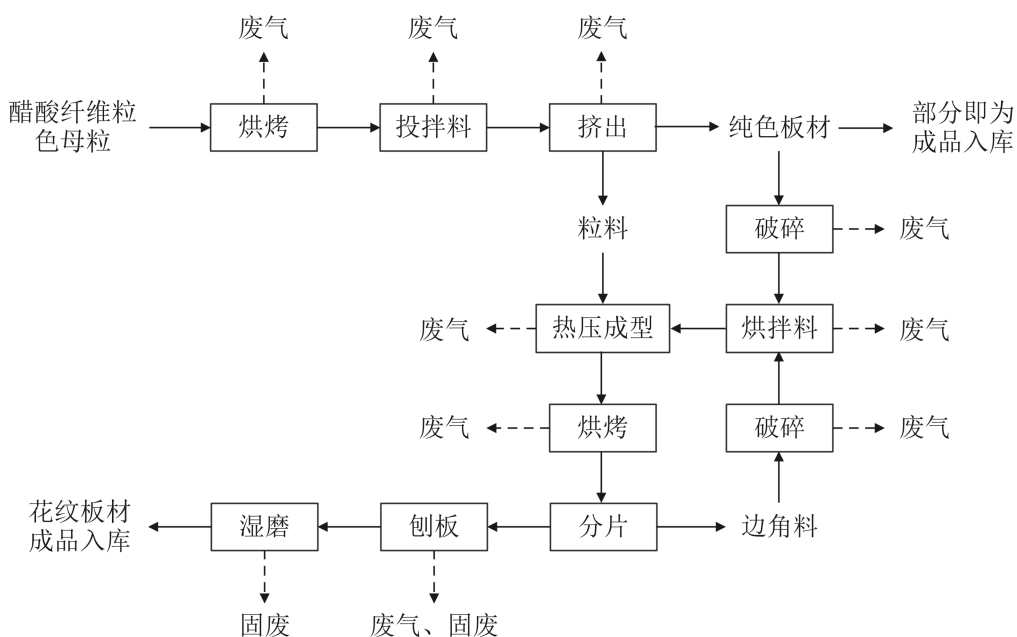 废气
废气
废气
醋酸纤维粒
色母粒
烘烤
投拌料
挤出
纯色板材
部分即为
成品入库
粒料
破碎
废气
废气
热压成型
烘拌料
废气
废气
烘烤
破碎
废气
花纹板材
成品入库
湿磨
刨板
分片
边角料
固废
废气、固废